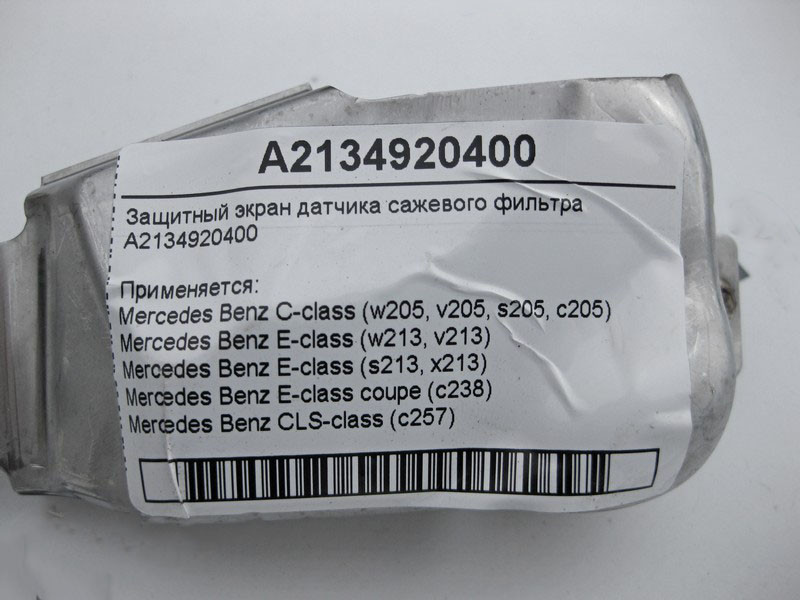 A2134920400
Защитный экран датчика сажевого фильтра
A2134920400
Применяется:
Mercedes Benz C-class (w205, v205, s205, c205)
Mercedes Benz E-class (w213, v213)
Mercedes Benz E-class (s213, x213)
Mercedes Benz E-class coupe (c238)
Mercedes Benz CLS-class (c257)